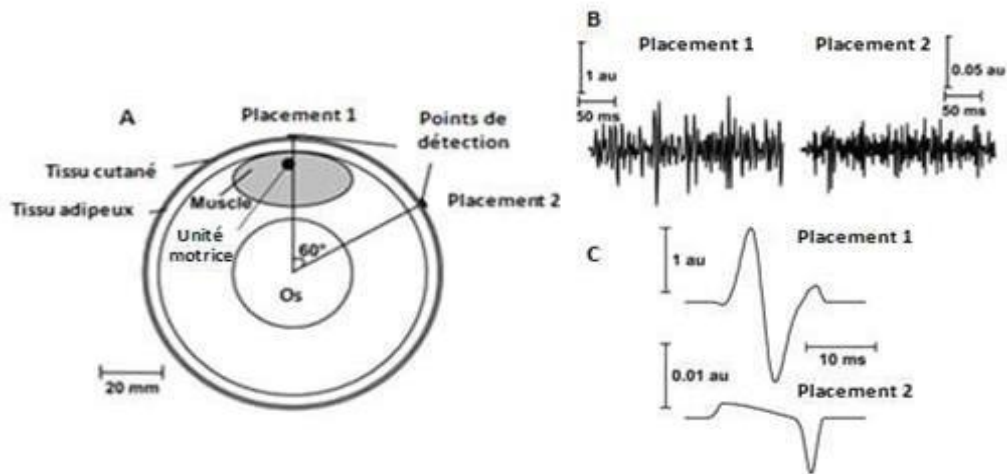 A
Placement 1
Points de
détection
Tissu cutané
Tissu adipeux
Muscle
Placement 2
Unité
motrice
60°
Os
20 mm
B
Placement 1
Placement 2
1 au
0.05 au
50 ms
50 ms
C
Placement 1
1 au
10 ms
0.01 au
Placement 2